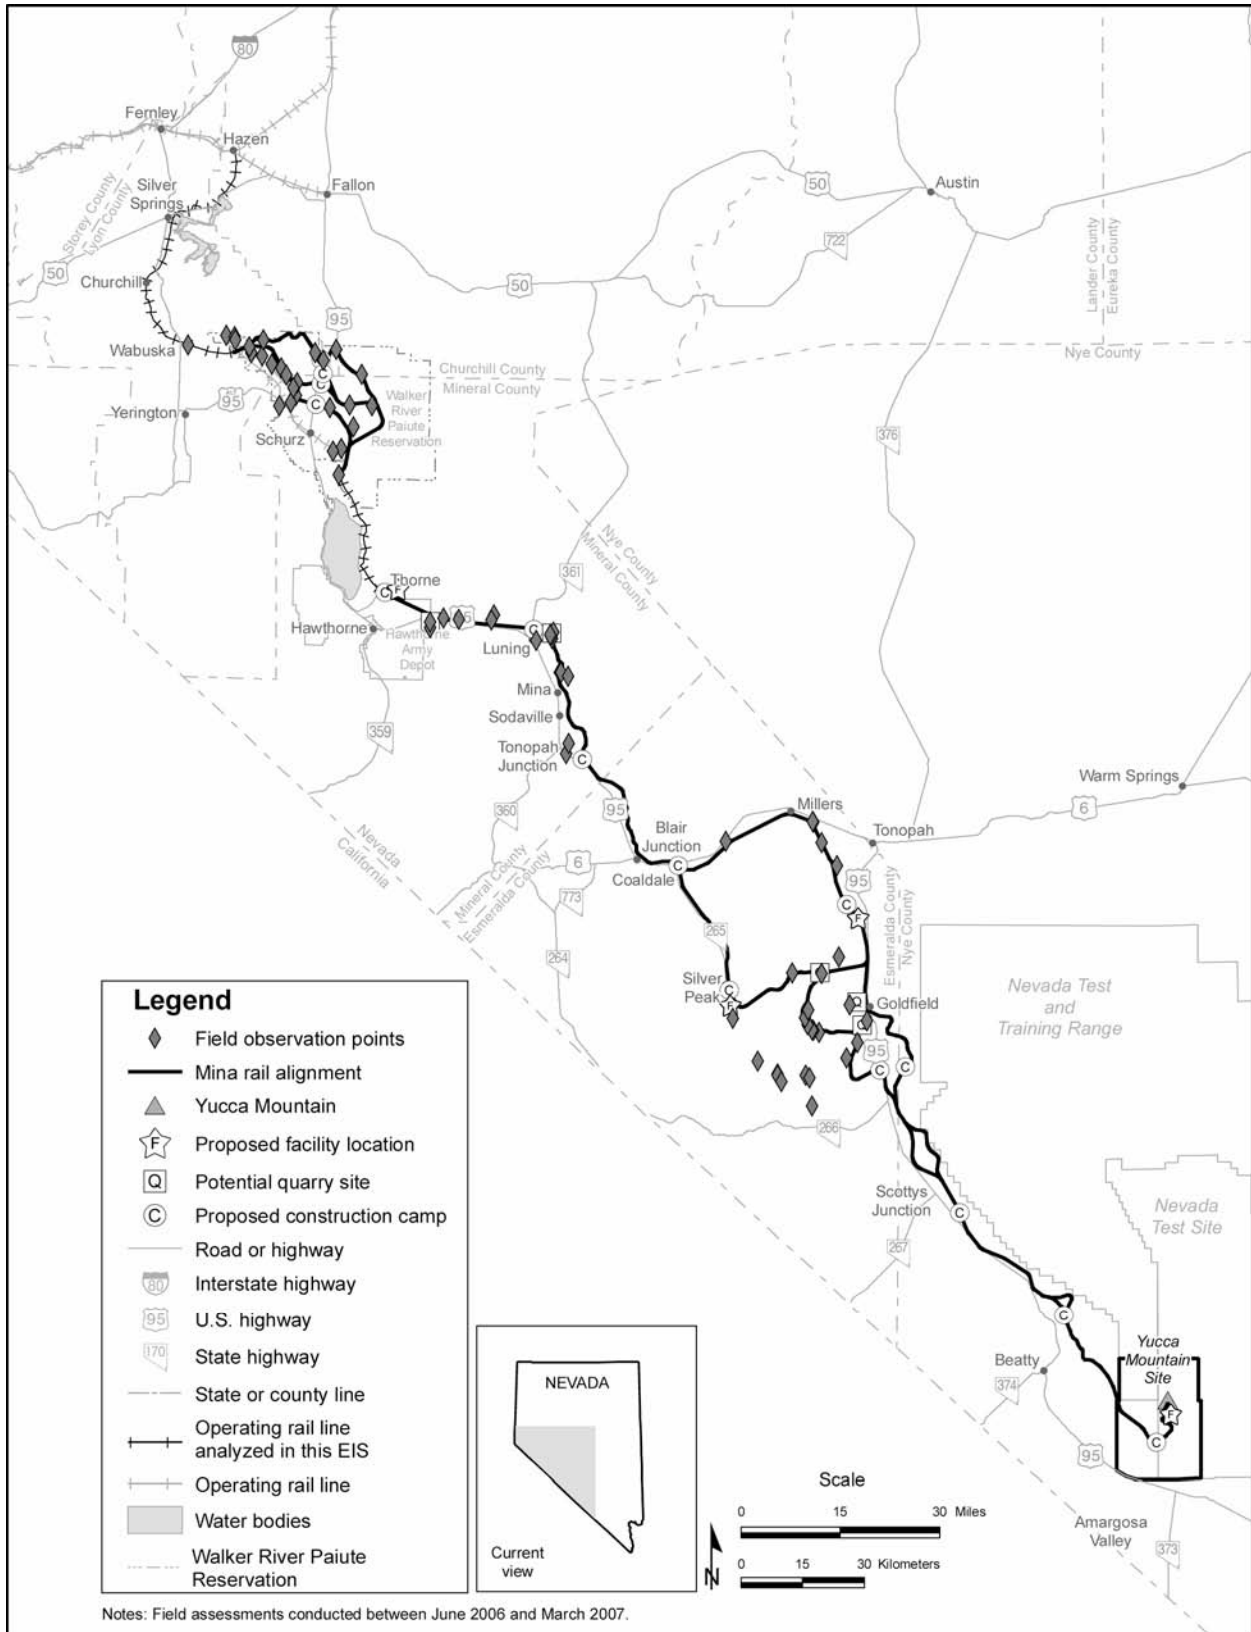 80
Fernley
Hazen
Silver
Springs
Fallon
Storey County
Lyon County
50
Churchill
50
50
Austin
722
Lander County
Eureka County
95
Wabuska
Nye County
Churchill County
Mineral County
Yerington
95
Walker
River
Paiute
Reservation
Schurz
376
Nye County
Mineral County
361
Thorne
C
F
Hawthorne
Hawthorne
Army
Depot
Luning
Mina
Sodaville
Tonopah
Junction
C
359
360
95
Nevada
California
Warm Springs
6
Millers
Tonopah
Blair
Junction
C
Coaldale
6
Mineral County
Esmeralda County
773
264
265
95
C
F
Esmeralda County
Nye County
Silver
Peak
C
F
Q
Goldfield
Q
95
C
C
Nevada Test
and
Training Range
266
Scottys
Junction
C
267
Nevada
Test Site
C
Yucca
Mountain
Site
F
C
Beatty
374
95
Amargosa
Valley
373
Legend
Field observation points
Mina rail alignment
Yucca Mountain
F Proposed facility location
Q Potential quarry site
C Proposed construction camp
Road or highway
80 Interstate highway
95 U.S. highway
170 State highway
State or county line
Operating rail line
analyzed in this EIS
Operating rail line
Water bodies
Walker River Paiute
Reservation
NEVADA
Current
view
N
Scale
0 15 30 Miles
0 15 30 Kilometers
Notes: Field assessments conducted between June 2006 and March 2007.